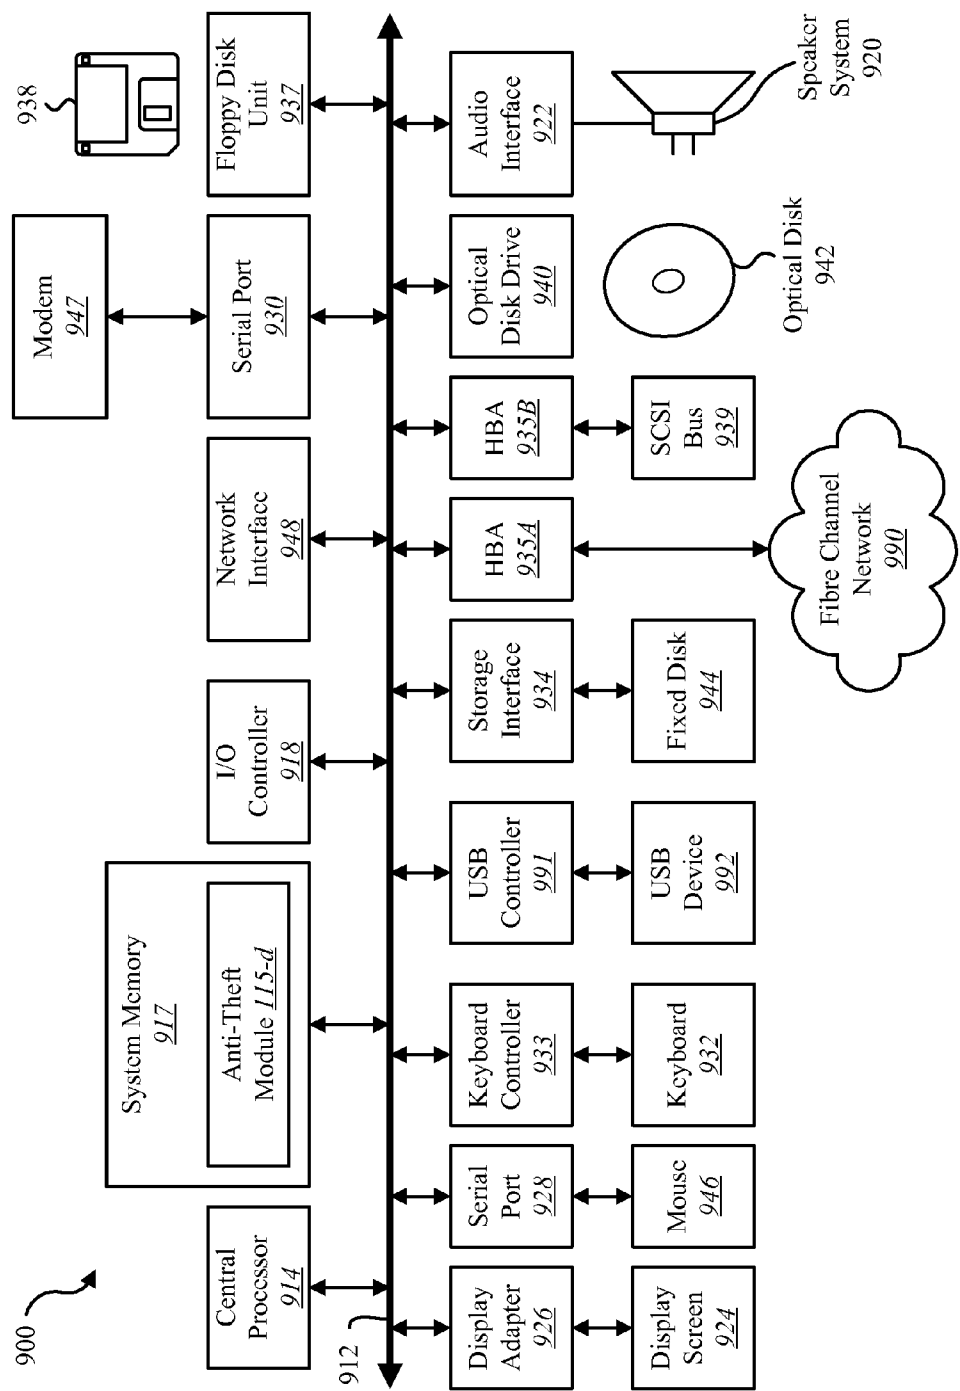 900
Central
Processor
914
System Memory
917
Anti-Theft
Module 115-d
I/O
Controller
918
Network
Interface
948
Modem
947
Serial Port
930
938
Floppy Disk
Unit
937
912
Display
Adapter
926
Serial
Port
928
Keyboard
Controller
933
USB
Controller
991
Storage
Interface
934
HBA
935A
HBA
935B
Optical
Disk Drive
940
Audio
Interface
922
Display
Screen
924
Mouse
946
Keyboard
932
USB
Device
992
Fixed Disk
944
SCSI
Bus
939
Fibre Channel
Network
990
Optical Disk
942
Speaker
System
920